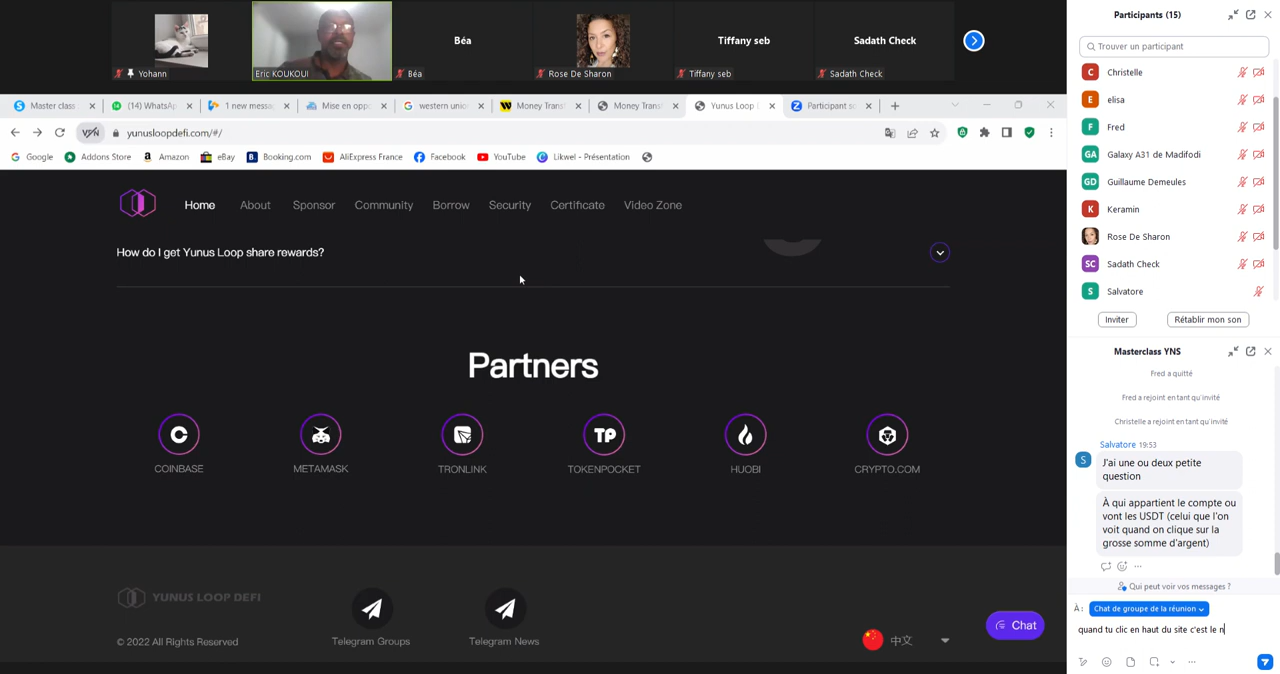 Yohann
Eric KOUKOUI
Béa
Béa
Rose De Sharon
Tiffany seb
Tiffany seb
Sadath Check
Sadath Check
Master class
(14) WhatsA
1 new messa
Mise en oppo
western unio
Money Trans
Money Trans
Yunus Loop
Participant s
yunusloopdefi.com/#/
Google
Addons Store
Amazon
eBay
Booking.com
AliExpress France
Facebook
YouTube
Likwel - Présentation
Home
About
Sponsor
Community
Borrow
Security
Certificate
Video Zone
How do I get Yunus Loop share rewards?
Partners
COINBASE
METAMASK
TRONLINK
TP
TOKENPOCKET
HUOBI
CRYPTO.COM
YUNUS LOOP DEFI
© 2022 All Rights Reserved
Telegram Groups
Telegram News
Chat
中文
Participants (15)
Trouver un participant
C Christelle
E elisa
F Fred
GA Galaxy A31 de Madifodi
GD Guillaume Demeules
K Keramin
Rose De Sharon
SC Sadath Check
S Salvatore
Inviter
Rétablir mon son
Masterclass YNS
Fred a quitté
Fred a rejoint en tant qu'invité
Christelle a rejoint en tant qu'invité
Salvatore 19:53
S
J'ai une ou deux petite
question
À qui appartient le compte ou
vont les USDT (celui que l'on
voit quand on clique sur la
grosse somme d'argent)
Qui peut voir vos messages ?
À : Chat de groupe de la réunion
quand tu clic en haut du site c'est le n